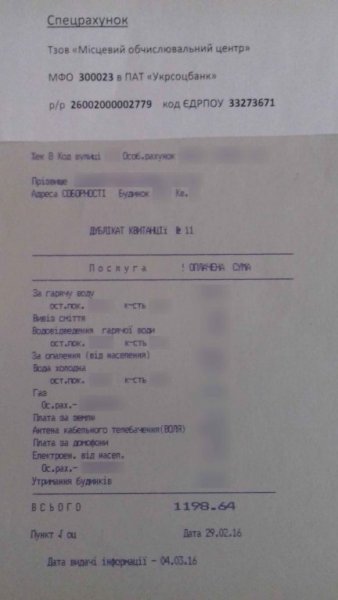 Спецрахунок
Тзов «Місцевий обчислювальний центр»
МФО 300023 в ПАТ «Укрсоцбанк»
р/р 26002000002779 код ЄДРПОУ 33273671
Жек 8 Код вулиці Особ.рахунок
Прізвище
Адреса СОБОРНОСТІ Будинок Кв.
ДУБЛІКАТ КВИТАНЦІЇ № 11
Послуга ! ОПЛАЧЕНА СУМА
За гарячу воду
ост.пок. к-сть
Вивіз сміття
Водовідведення гарячої води
ост.пок. к-сть
За опалення (від населення)
Вода холодна
ост.пок. к-сть
Газ
Ос.рах.-
Плата за землю
Антена кабельного телебачення(ВОЛЯ)
Плата за домофони
Електроен. від насел.
Ос.рах.-
Утримання будинків
ВСЬОГО 1198.64
Пункт √ оц Дата 29.02.16
Дата видачі інформації - 04.03.16